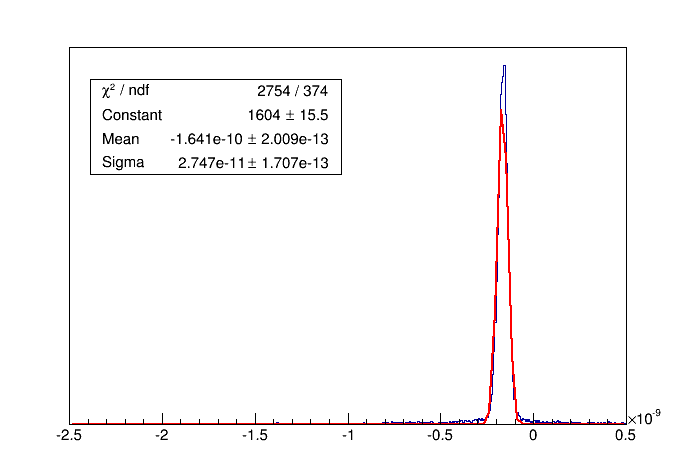 χ² / ndf 2754 / 374
Constant 1604 ± 15.5
Mean -1.641e-10 ± 2.009e-13
Sigma 2.747e-11 ± 1.707e-13
×10⁻⁹
-2.5 -2 -1.5 -1 -0.5 0 0.5